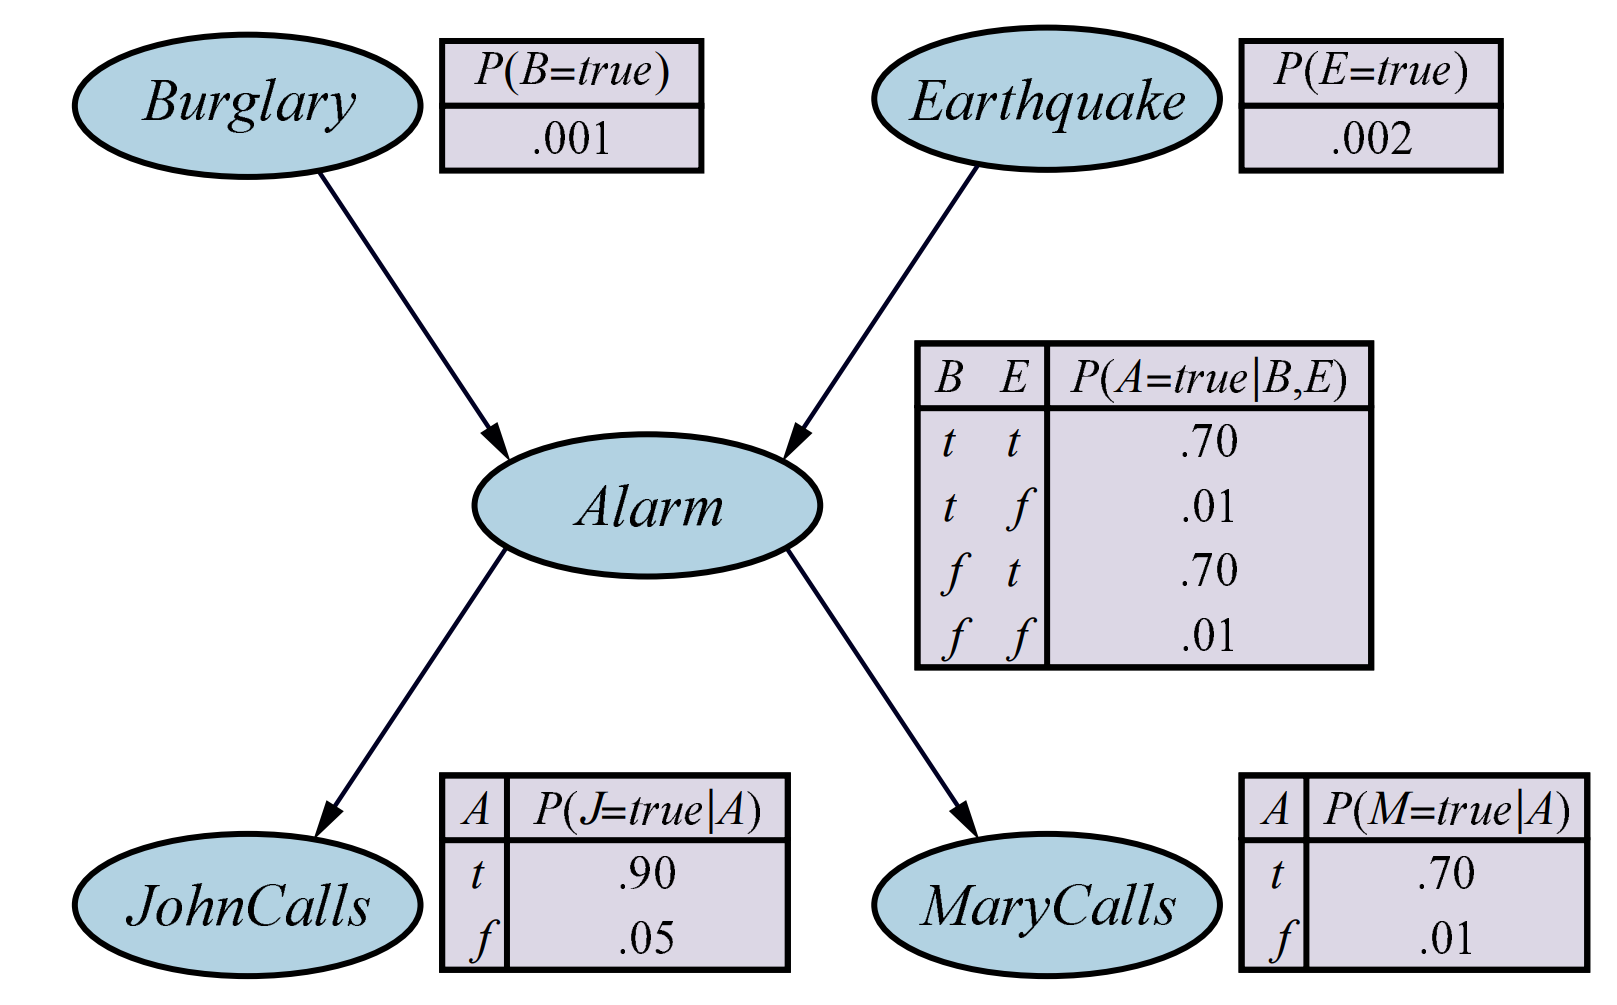 Burglary
P(B=true)
.001
Earthquake
P(E=true)
.002
B E P(A=true|B,E)
t t .70
t f .01
f t .70
f f .01
Alarm
A P(J=true|A)
t .90
f .05
JohnCalls
A P(M=true|A)
t .70
f .01
MaryCalls